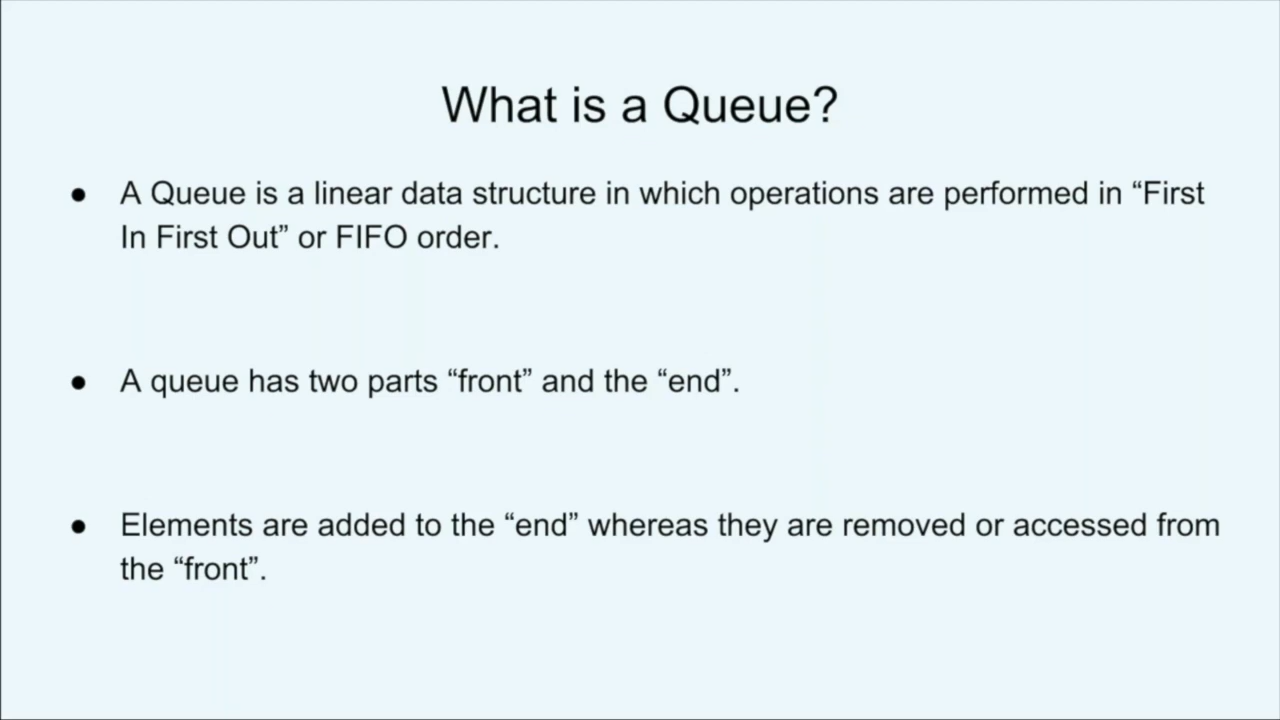 What is a Queue?
● A Queue is a linear data structure in which operations are performed in “First
In First Out” or FIFO order.
● A queue has two parts “front” and the “end”.
● Elements are added to the “end” whereas they are removed or accessed from
the “front”.